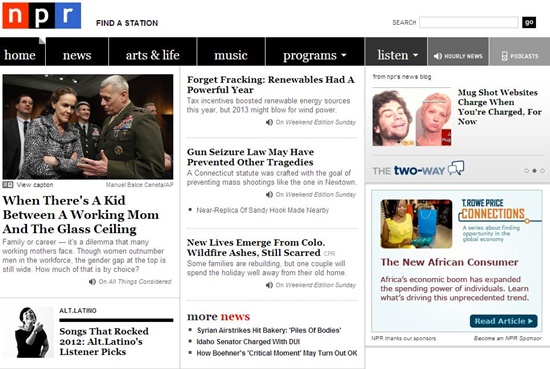 npr
FIND A STATION
SEARCH
go
home
news
arts & life
music
programs
listen
HOURLY NEWS
PODCASTS
View caption
Manuel Balce Ceneta/AP
When There's A Kid
Between A Working Mom
And The Glass Ceiling
Family or career — it's a dilemma that many
working mothers face. Though women outnumber
men in the workforce, the gender gap at the top is
still wide. How much of that is by choice?
On All Things Considered
ALT.LATINO
Songs That Rocked
2012: Alt.Latino's
Listener Picks
Forget Fracking: Renewables Had A
Powerful Year
Tax incentives boosted renewable energy sources
this year, but 2013 might blow for wind power.
On Weekend Edition Sunday
Gun Seizure Law May Have
Prevented Other Tragedies
A Connecticut statute was crafted with the goal of
preventing mass shootings like the one in Newtown.
On Weekend Edition Sunday
Near-Replica Of Sandy Hook Made Nearby
New Lives Emerge From Colo.
Wildfire Ashes, Still Scarred CPR
Some families are rebuilding, but one couple will
spend the holiday well away from their old home.
On Weekend Edition Sunday
more news
Syrian Airstrikes Hit Bakery: 'Piles Of Bodies'
Idaho Senator Charged With DUI
How Boehner's 'Critical Moment' May Turn Out OK
from npr's news blog
Mug Shot Websites
Charge When
You're Charged, For
Now
THE two-way
T. ROWE PRICE
CONNECTIONS
A series about finding
opportunity in the
global economy
The New African Consumer
Africa's economic boom has expanded
the spending power of individuals. Learn
what's driving this unprecedented trend.
Read Article
NPR thanks our sponsors
Become an NPR Sponsor